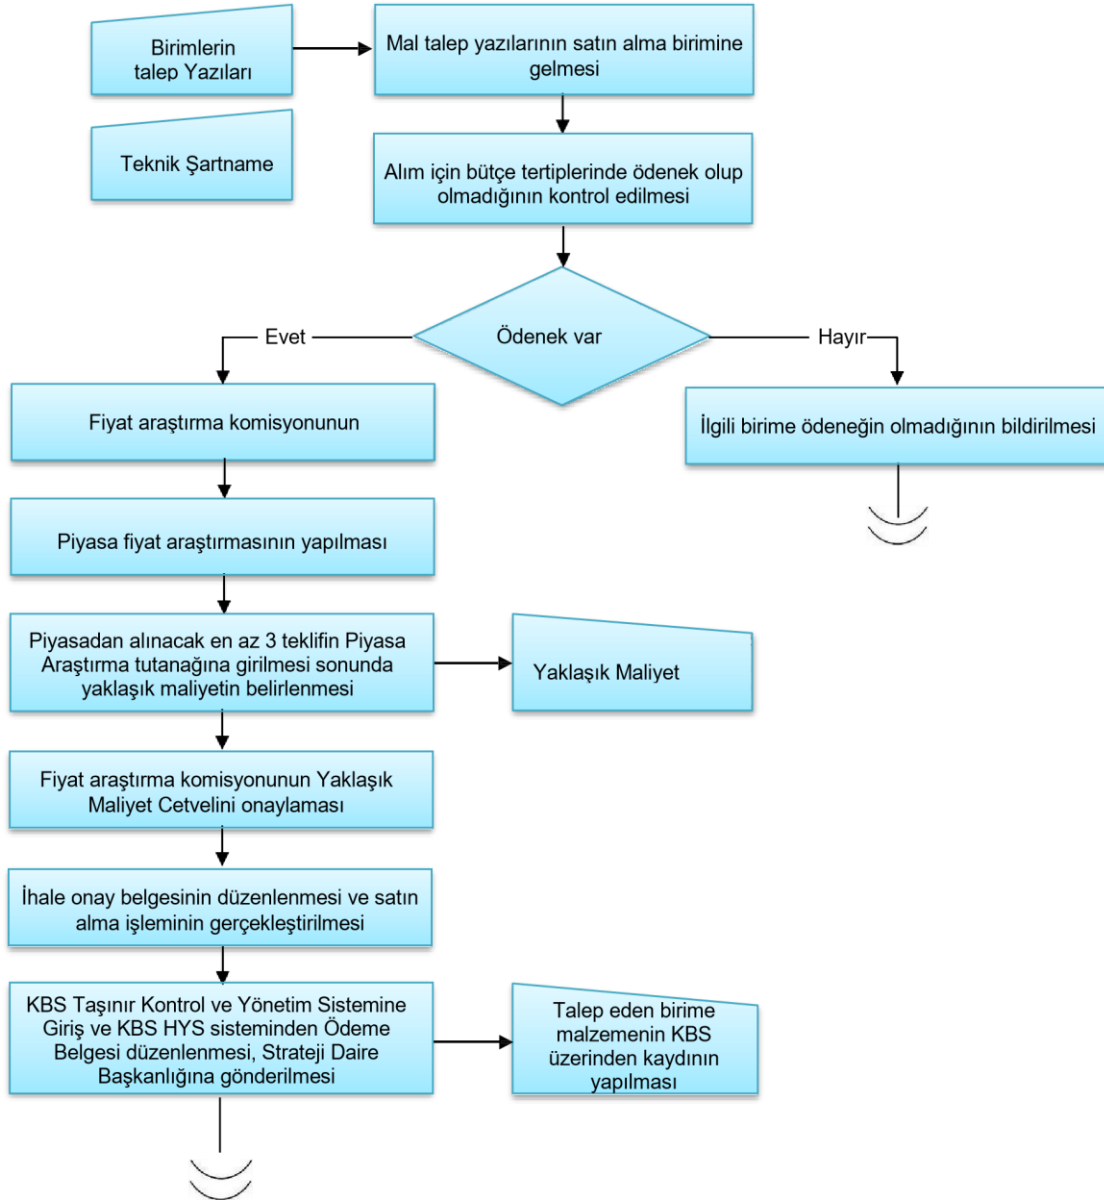 Birimlerin
talep Yazıları
Mal talep yazılarının satın alma birimine
gelmesi
Teknik Şartname
Alım için bütçe tertiplerinde ödenek olup
olmadığının kontrol edilmesi
Evet
Ödenek var
Hayır
Fiyat araştırma komisyonunun
İlgili birime ödeneğin olmadığının bildirilmesi
Piyasa fiyat araştırmasının yapılması
Piyasadan alınacak en az 3 teklifin Piyasa
Araştırma tutanağına girilmesi sonunda
yaklaşık maliyetin belirlenmesi
Yaklaşık Maliyet
Fiyat araştırma komisyonunun Yaklaşık
Maliyet Cetvelini onaylaması
İhale onay belgesinin düzenlenmesi ve satın
alma işleminin gerçekleştirilmesi
KBS Taşınır Kontrol ve Yönetim Sistemine
Giriş ve KBS HYS sisteminden Ödeme
Belgesi düzenlenmesi, Strateji Daire
Başkanlığına gönderilmesi
Talep eden birime
malzemenin KBS
üzerinden kaydının
yapılması